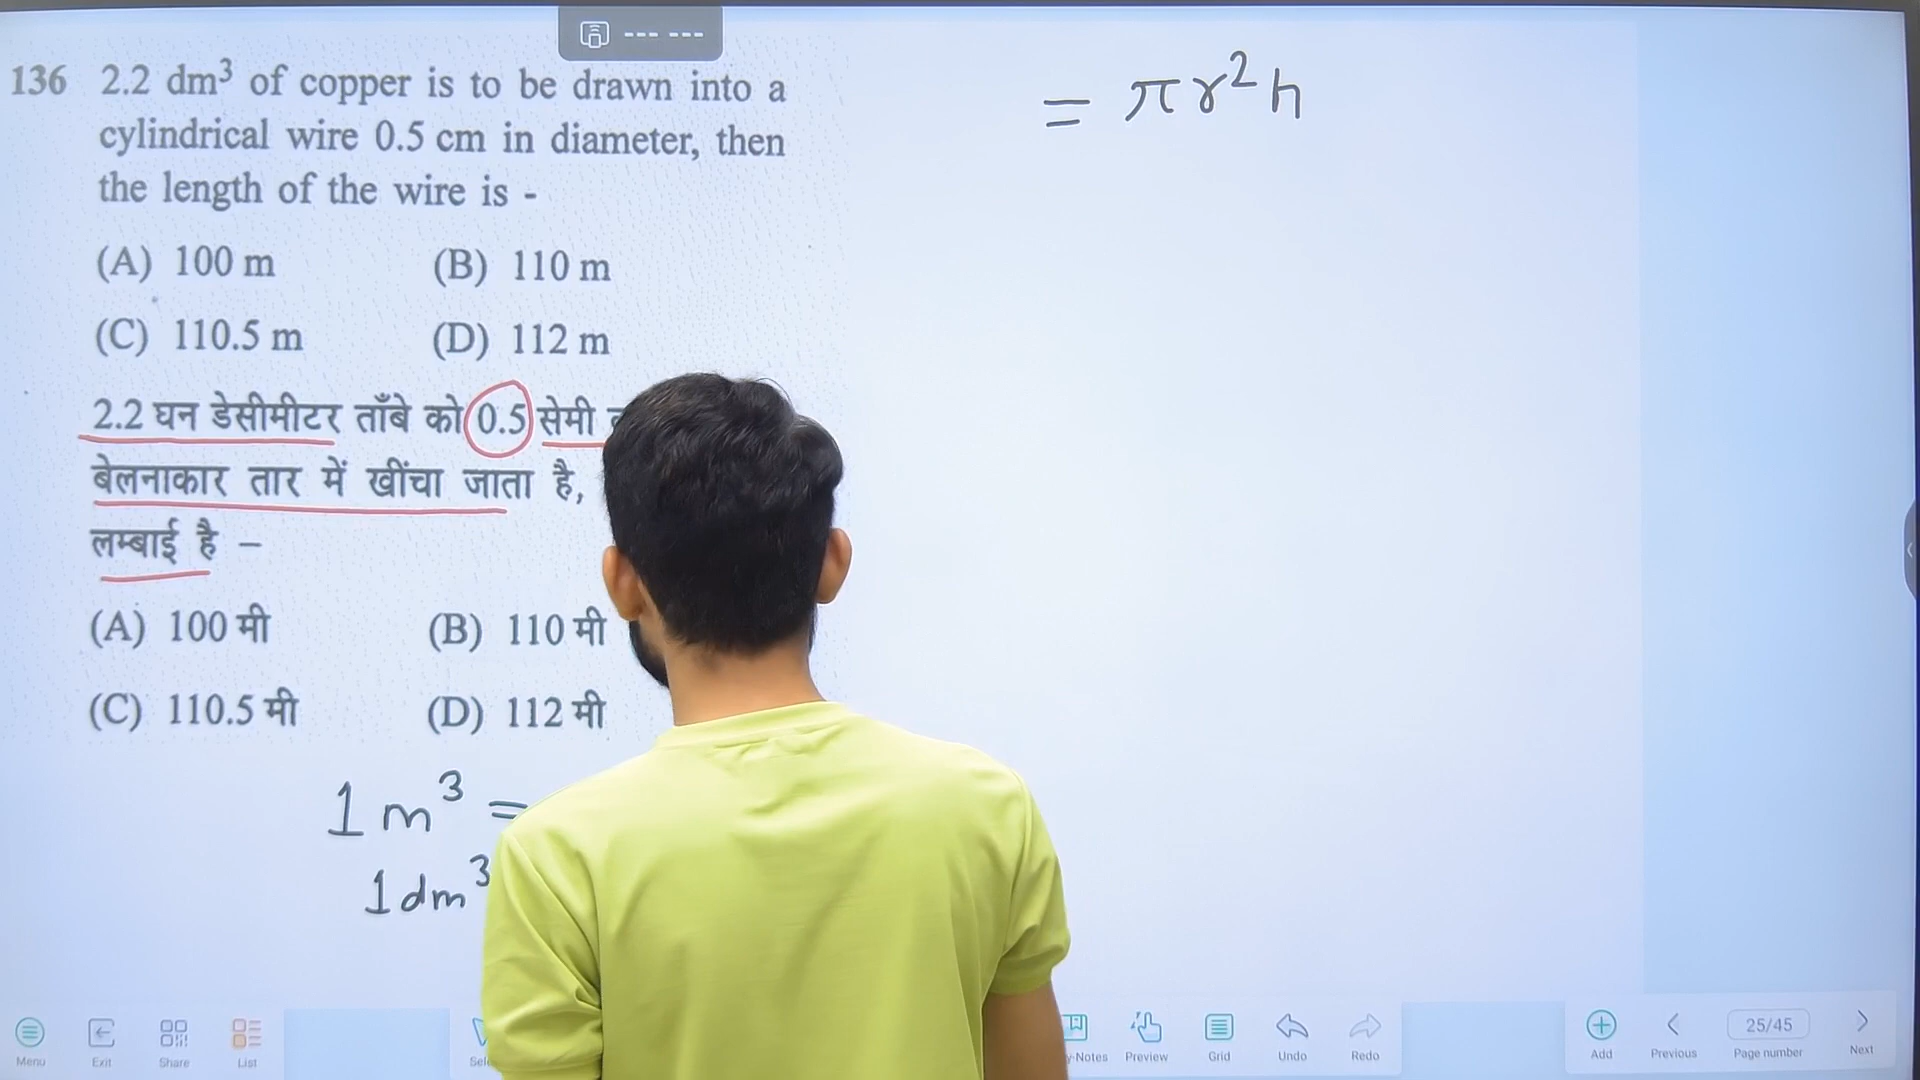 136 2.2 dm³ of copper is to be drawn into a
cylindrical wire 0.5 cm in diameter, then
the length of the wire is -
(A) 100 m (B) 110 m
(C) 110.5 m (D) 112 m
2.2 घन डेसीमीटर ताँबे को 0.5 सेमी
बेलनाकार तार में खींचा जाता है,
लम्बाई है –
(A) 100 मी (B) 110 मी
(C) 110.5 मी (D) 112 मी
1 m³ =
1 dm³
= πr²h
--- ---
Menu Exit Share List Preview Grid Undo Redo Add Previous 25/45 Page number Next